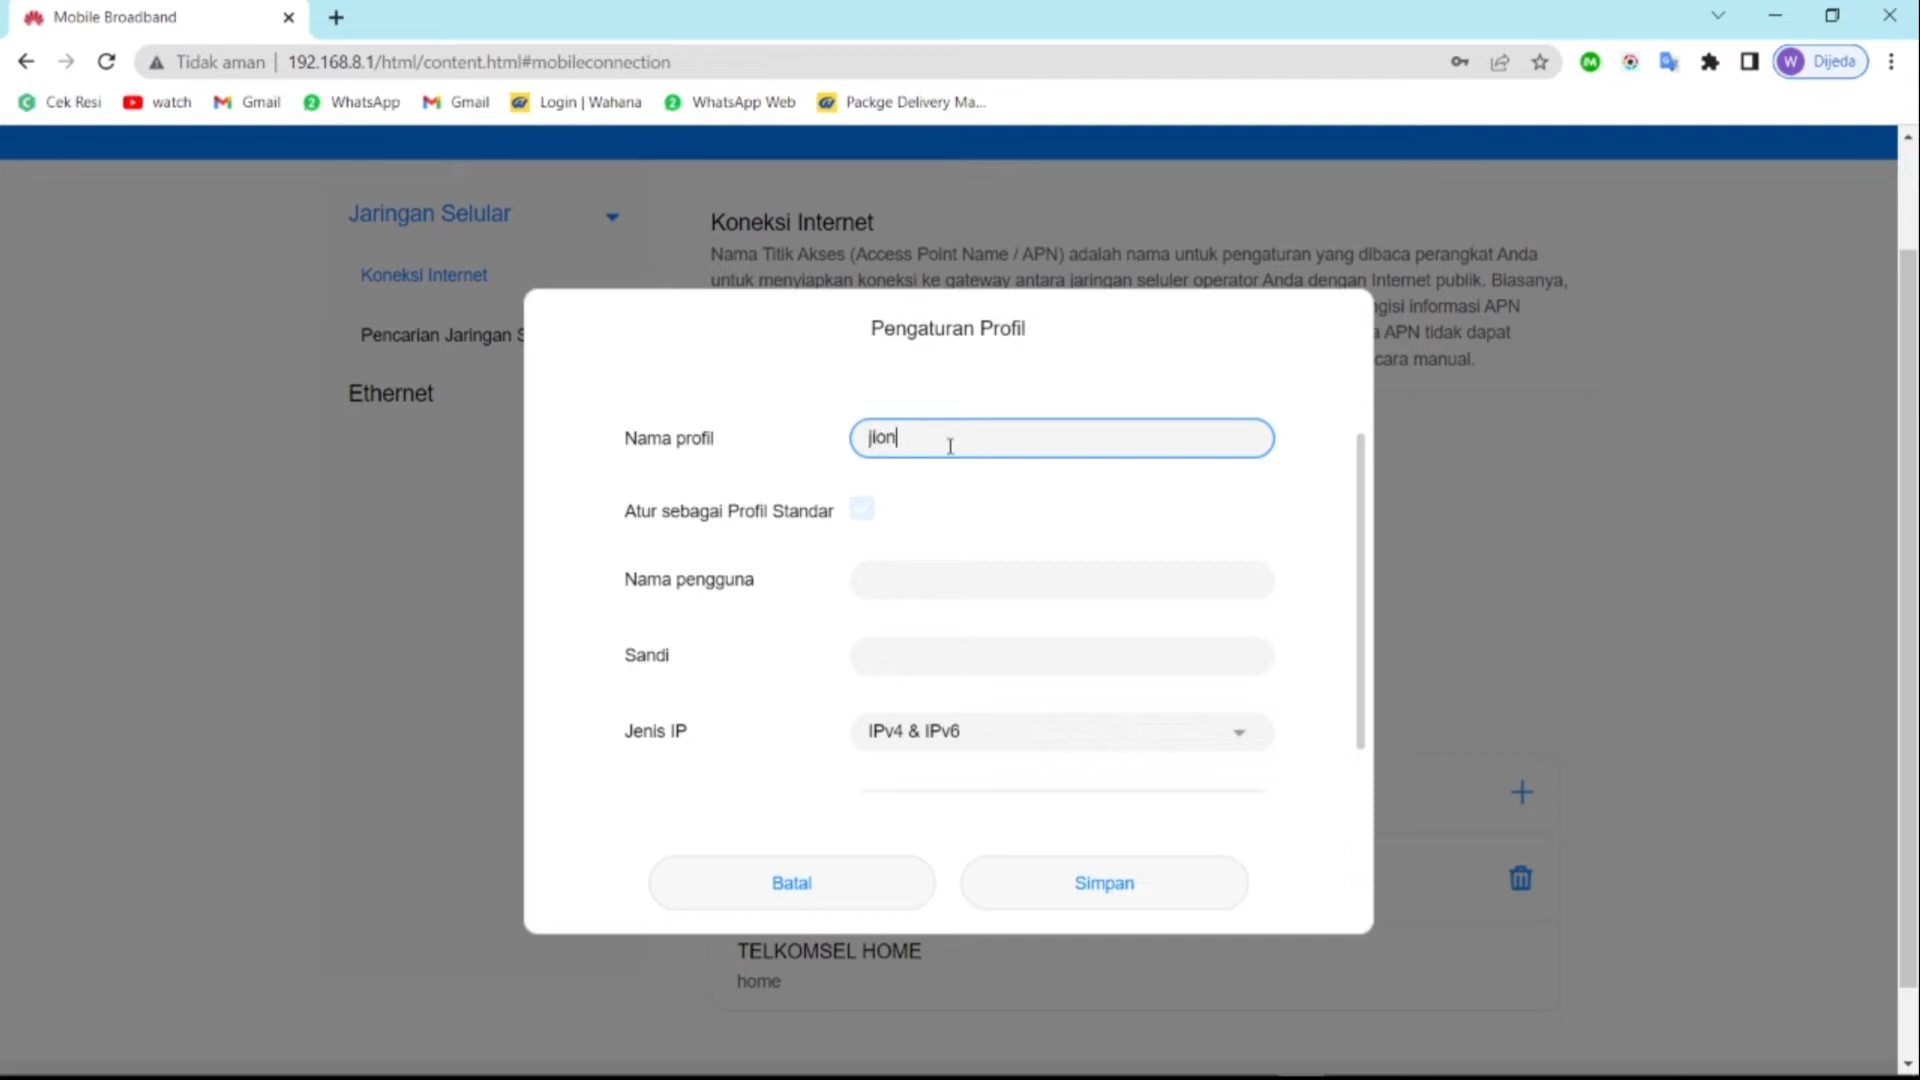 Mobile Broadband
Tidak aman | 192.168.8.1/html/content.html#mobileconnection
W Dijeda
Cek Resi watch Gmail WhatsApp Gmail Login | Wahana WhatsApp Web Packge Delivery Ma...
Jaringan Selular
Koneksi Internet
Pencarian Jaringan S
Ethernet
Koneksi Internet
Nama Titik Akses (Access Point Name / APN) adalah nama untuk pengaturan yang dibaca perangkat Anda
untuk menyiapkan koneksi ke gateway antara jaringan seluler operator Anda dengan Internet publik. Biasanya,
ngisi informasi APN
a APN tidak dapat
cara manual.
Pengaturan Profil
Nama profil
jlon
Atur sebagai Profil Standar
Nama pengguna
Sandi
Jenis IP
IPv4 & IPv6
Batal
Simpan
TELKOMSEL HOME
home